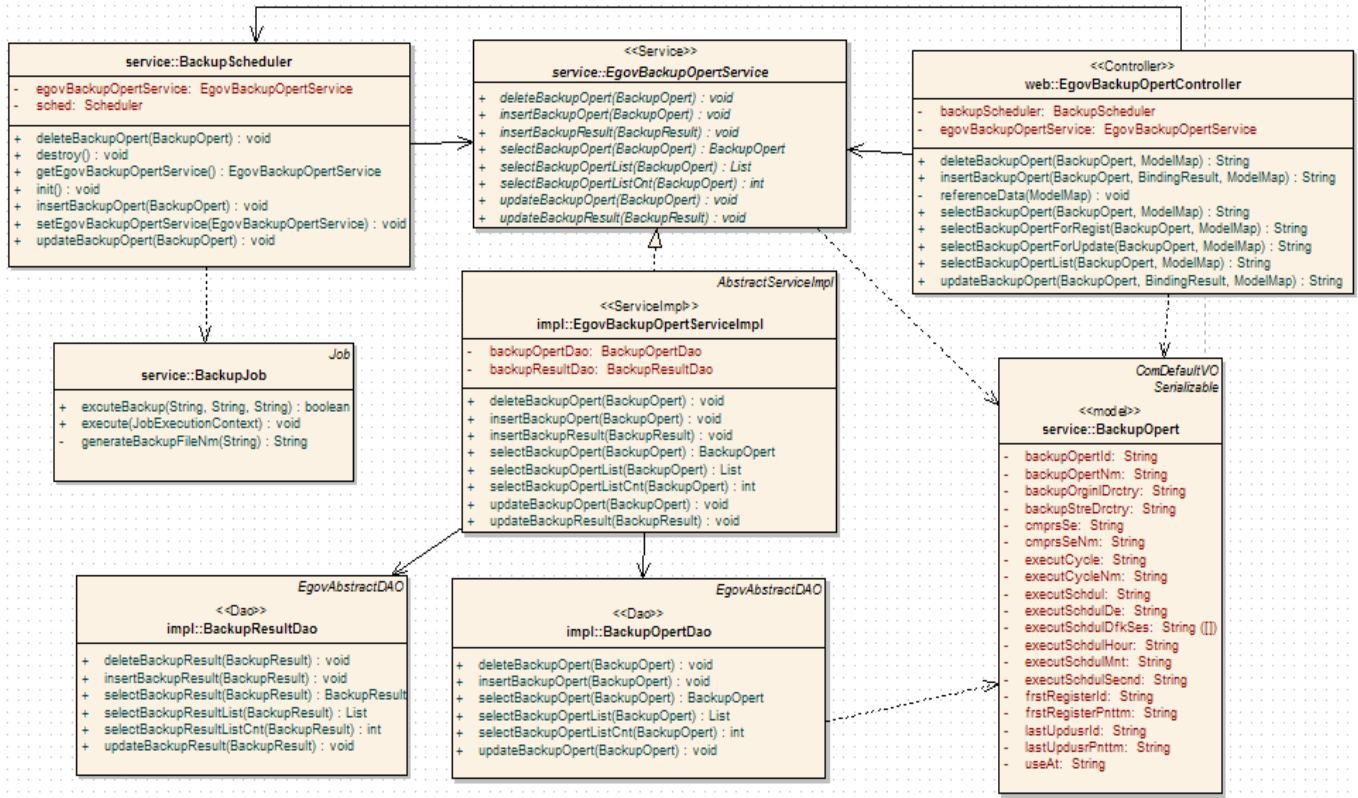 service::BackupScheduler
- egovBackupOpertService: EgovBackupOpertService
- sched: Scheduler
+ deleteBackupOpert(BackupOpert) : void
+ destroy() : void
+ getEgovBackupOpertService() : EgovBackupOpertService
+ init() : void
+ insertBackupOpert(BackupOpert) : void
+ setEgovBackupOpertService(EgovBackupOpertService) : void
+ updateBackupOpert(BackupOpert) : void
<<Service>>
service::EgovBackupOpertService
+ deleteBackupOpert(BackupOpert) : void
+ insertBackupOpert(BackupOpert) : void
+ insertBackupResult(BackupResult) : void
+ selectBackupOpert(BackupOpert) : BackupOpert
+ selectBackupOpertList(BackupOpert) : List
+ selectBackupOpertListCnt(BackupOpert) : int
+ updateBackupOpert(BackupOpert) : void
+ updateBackupResult(BackupResult) : void
<<Controller>>
web::EgovBackupOpertController
- backupScheduler: BackupScheduler
- egovBackupOpertService: EgovBackupOpertService
+ deleteBackupOpert(BackupOpert, ModelMap) : String
+ insertBackupOpert(BackupOpert, BindingResult, ModelMap) : String
- referenceData(ModelMap) : void
+ selectBackupOpert(BackupOpert, ModelMap) : String
+ selectBackupOpertForRegist(BackupOpert, ModelMap) : String
+ selectBackupOpertForUpdate(BackupOpert, ModelMap) : String
+ selectBackupOpertList(BackupOpert, ModelMap) : String
+ updateBackupOpert(BackupOpert, BindingResult, ModelMap) : String
Job
service::BackupJob
+ excuteBackup(String, String, String) : boolean
+ execute(JobExecutionContext) : void
- generateBackupFileNm(String) : String
AbstractServiceImpl
<<ServiceImpl>>
impl::EgovBackupOpertServiceImpl
- backupOpertDao: BackupOpertDao
- backupResultDao: BackupResultDao
+ deleteBackupOpert(BackupOpert) : void
+ insertBackupOpert(BackupOpert) : void
+ insertBackupResult(BackupResult) : void
+ selectBackupOpert(BackupOpert) : BackupOpert
+ selectBackupOpertList(BackupOpert) : List
+ selectBackupOpertListCnt(BackupOpert) : int
+ updateBackupOpert(BackupOpert) : void
+ updateBackupResult(BackupResult) : void
ComDefaultVO
Serializable
<<model>>
service::BackupOpert
- backupOpertId: String
- backupOpertNm: String
- backupOrginlDrctry: String
- backupStreDrctry: String
- cmprsSe: String
- cmprsSeNm: String
- executCycle: String
- executCycleNm: String
- executSchdul: String
- executSchdulDe: String
- executSchdulDfkSes: String ([])
- executSchdulHour: String
- executSchdulMnt: String
- executSchdulSecnd: String
- frstRegisterId: String
- frstRegisterPnttm: String
- lastUpdusrId: String
- lastUpdusrPnttm: String
- useAt: String
EgovAbstractDAO
<<Dao>>
impl::BackupResultDao
+ deleteBackupResult(BackupResult) : void
+ insertBackupResult(BackupResult) : void
+ selectBackupResult(BackupResult) : BackupResult
+ selectBackupResultList(BackupResult) : List
+ selectBackupResultListCnt(BackupResult) : int
+ updateBackupResult(BackupResult) : void
EgovAbstractDAO
<<Dao>>
impl::BackupOpertDao
+ deleteBackupOpert(BackupOpert) : void
+ insertBackupOpert(BackupOpert) : void
+ selectBackupOpert(BackupOpert) : BackupOpert
+ selectBackupOpertList(BackupOpert) : List
+ selectBackupOpertListCnt(BackupOpert) : int
+ updateBackupOpert(BackupOpert) : void